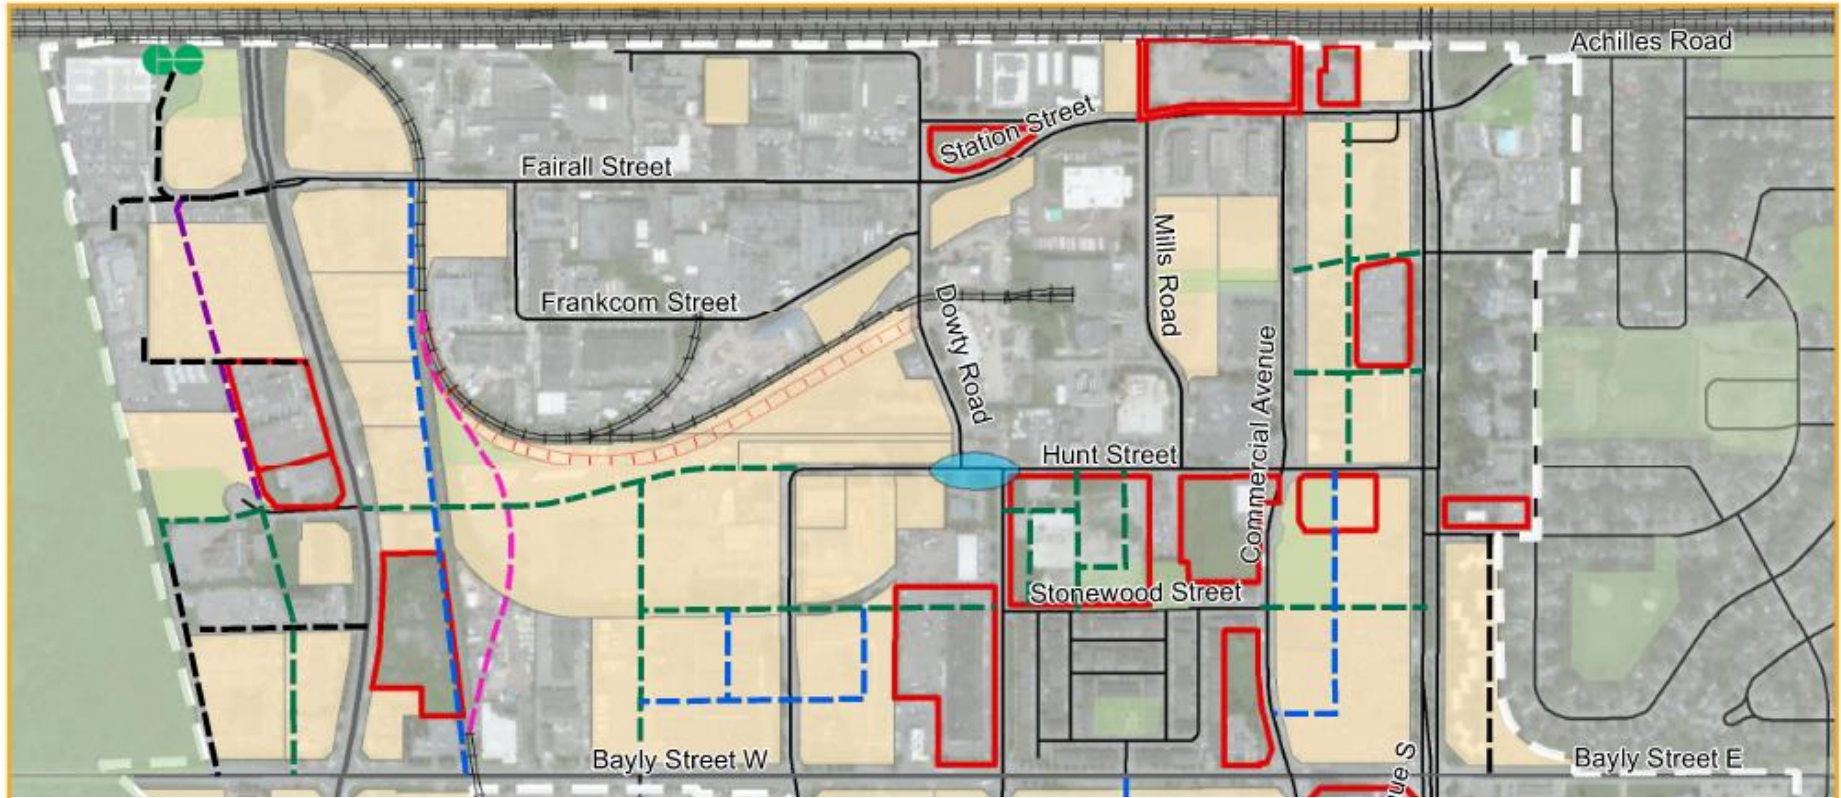 Achilles Road
Station Street
Fairall Street
Mills Road
Frankcom Street
Dowty Road
Commercial Avenue
Hunt Street
Stonewood Street
Bayly Street W
Bayly Street E
ue S